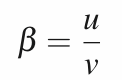 β = u/v